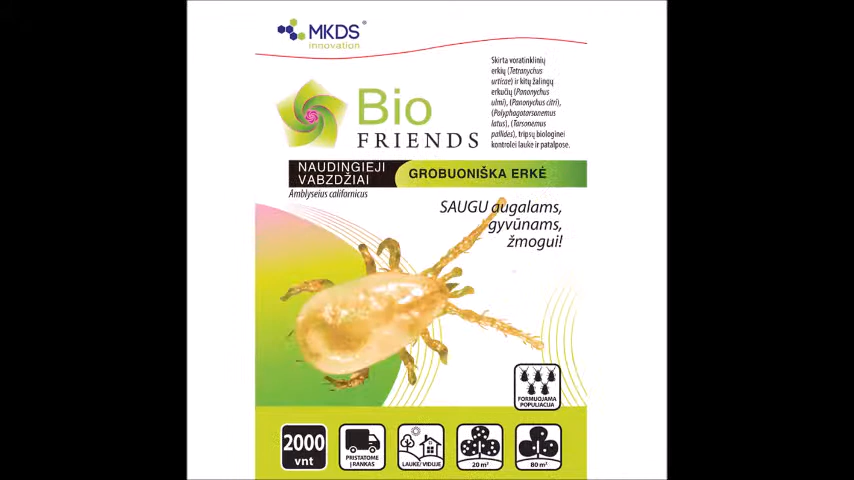 MKDS®
innovation
Skirta voratinklinių
erkių (Tetranychus
urticae) ir kitų žalingų
erkučių (Panonychus
ulmi), (Panonychus citri),
(Polyphagotarsonemus
latus), (Tarsonemus
pallides), tripsų biologinei
kontrolei lauke ir patalpose.
Bio
FRIENDS
NAUDINGIEJI
VABZDŽIAI
GROBUONIŠKA ERKĖ
Amblyseius californicus
SAUGU augalams,
gyvūnams,
žmogui!
FORMUOJAMA
POPULIACIJA
2000
vnt
PRISTATOME
Į RANKAS
LAUKE/ VIDUJE
20 m²
80 m²